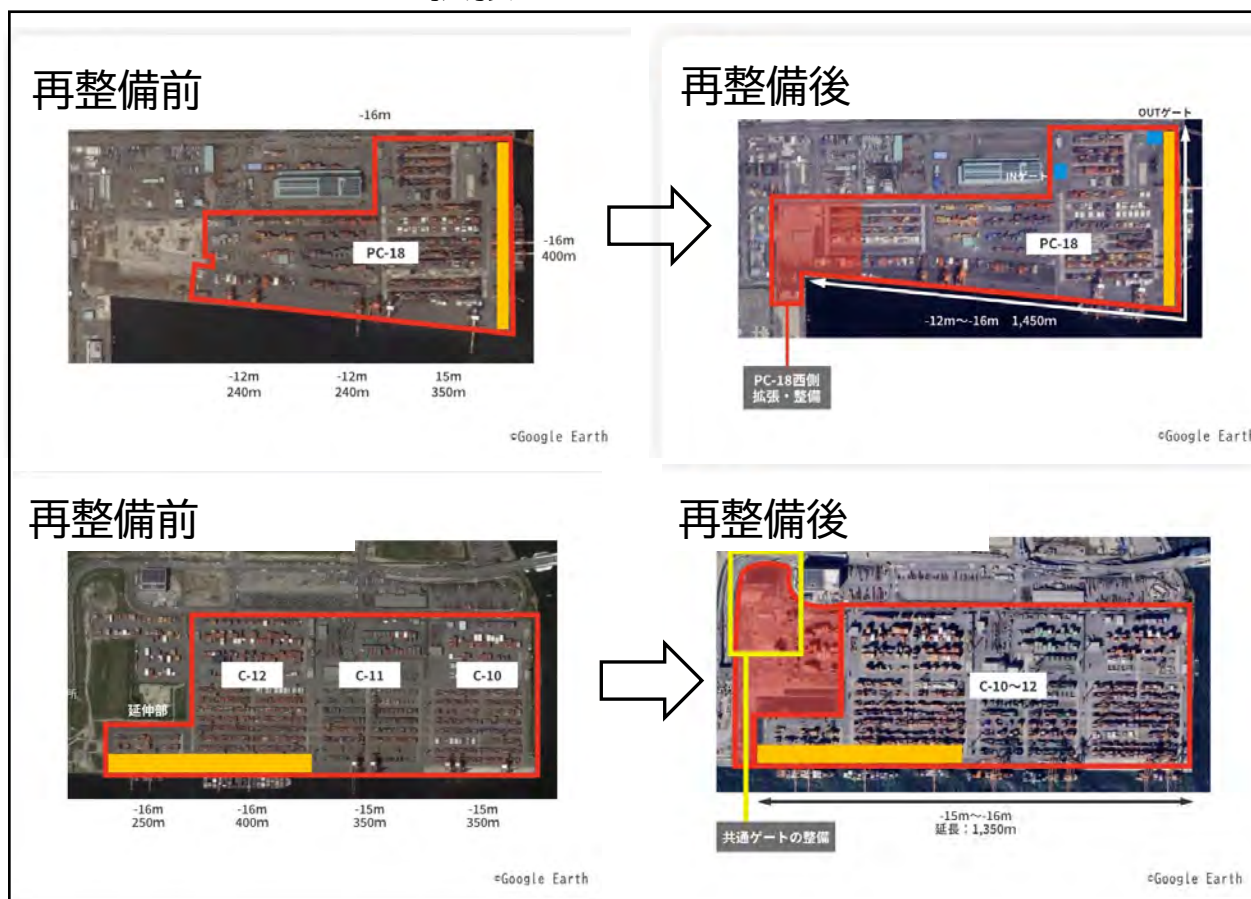 再整備前
-16m
PC-18
-16m
400m
-12m
240m
-12m
240m
15m
350m
©Google Earth
再整備後
OUTゲート
INゲート
PC-18
-12m～-16m 1,450m
PC-18西側
拡張・整備
©Google Earth
再整備前
C-12
C-11
C-10
延伸部
-16m
250m
-16m
400m
-15m
350m
-15m
350m
©Google Earth
再整備後
C-10～12
-15m～-16m
延長：1,350m
共通ゲートの整備
©Google Earth